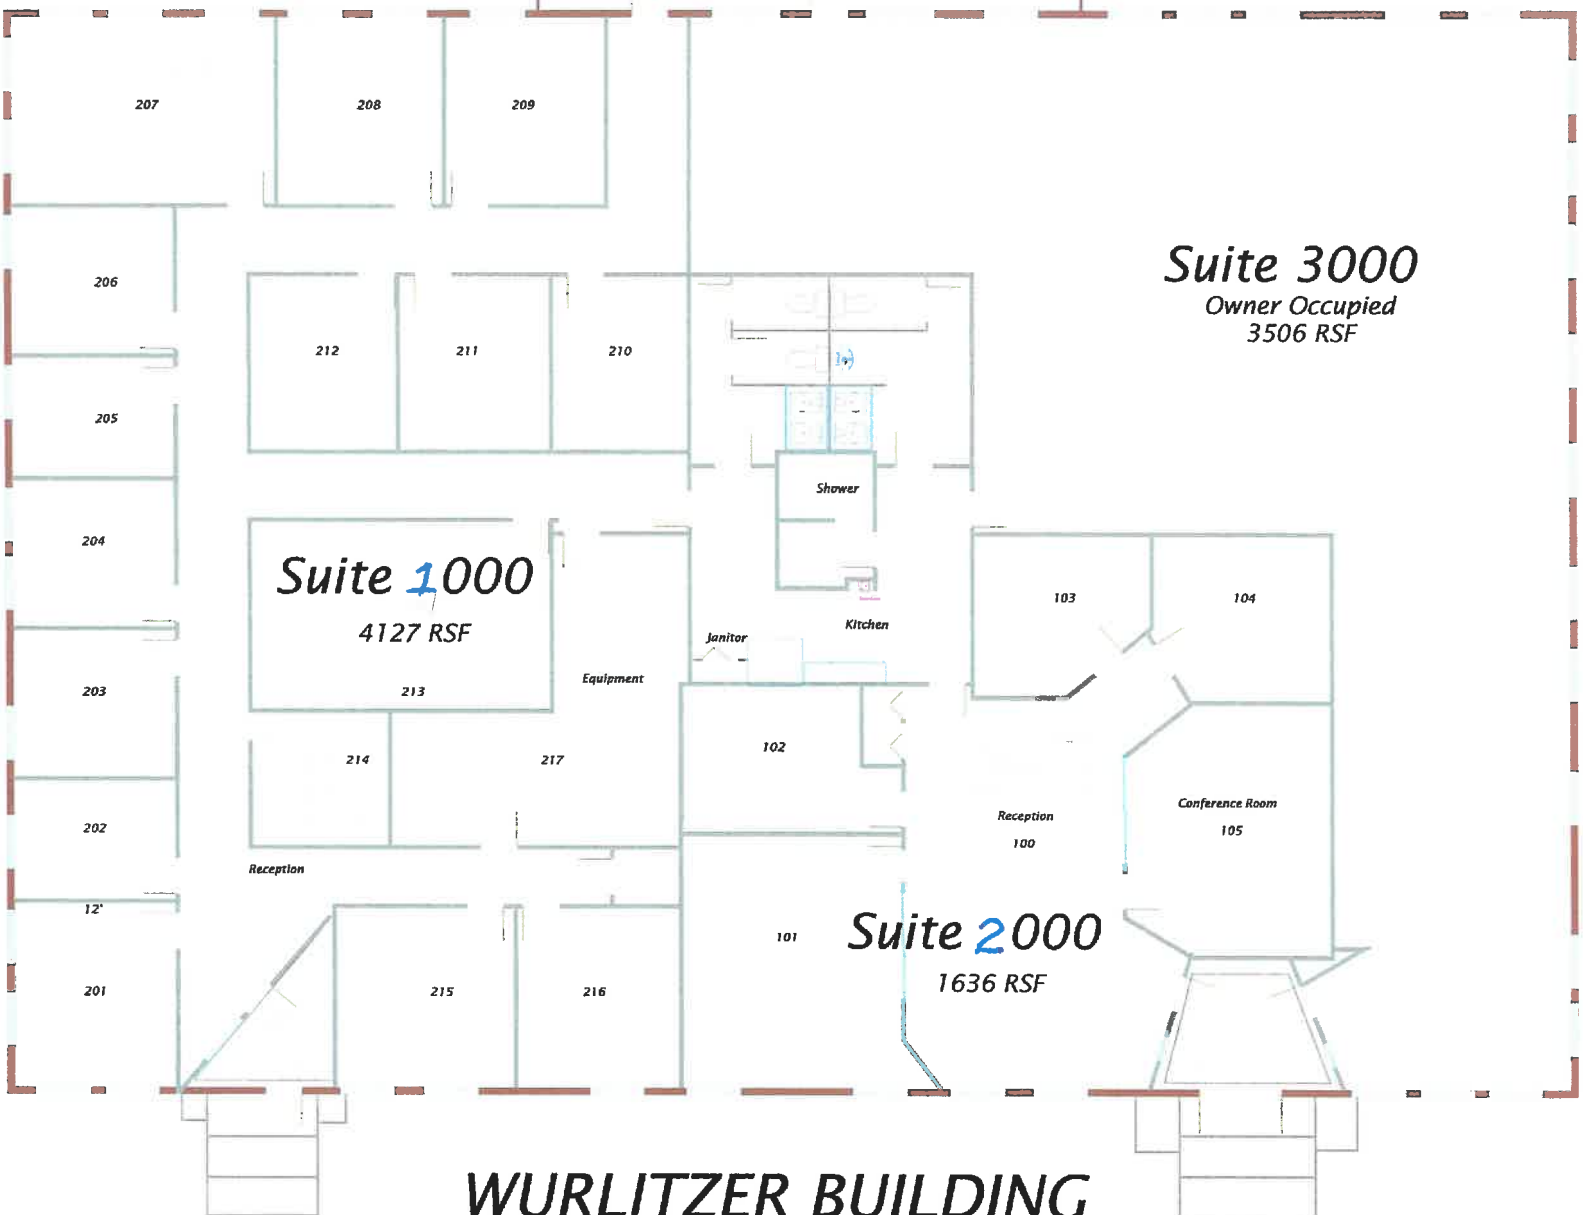 207
208
209
206
Suite 3000
Owner Occupied
3506 RSF
212
211
210
205
Shower
204
Suite 1000
4127 RSF
103
104
Kitchen
Janitor
Equipment
203
213
102
214
217
Conference Room
105
Reception
100
202
Reception
12'
101
Suite 2000
1636 RSF
201
215
216
WURLITZER BUILDING